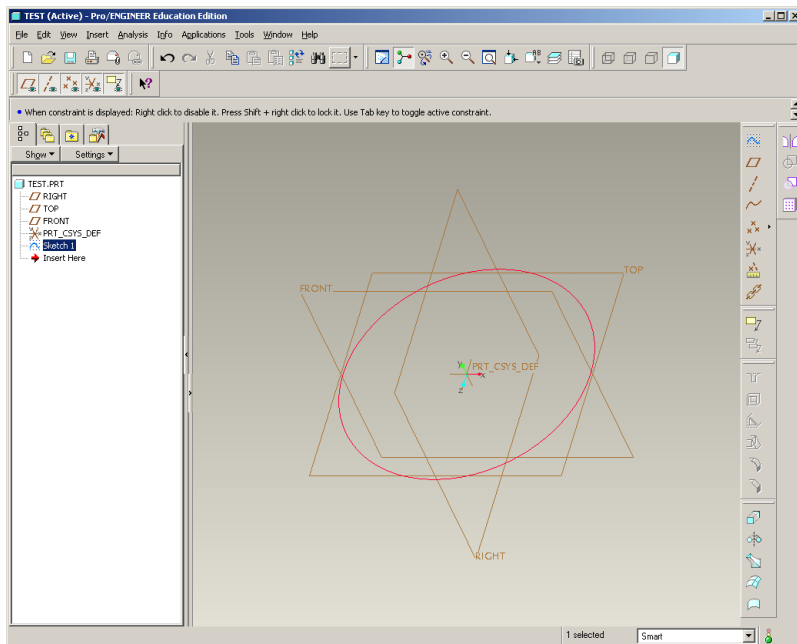 TEST (Active) - Pro/ENGINEER Education Edition
File Edit View Insert Analysis Info Applications Tools Window Help
• When constraint is displayed: Right click to disable it. Press Shift + right click to lock it. Use Tab key to toggle active constraint.
Show Settings
TEST.PRT
RIGHT
TOP
FRONT
PRT_CSYS_DEF
Sketch 1
Insert Here
TOP
FRONT
Y
PRT_CSYS_DEF
X
Z
RIGHT
1 selected Smart